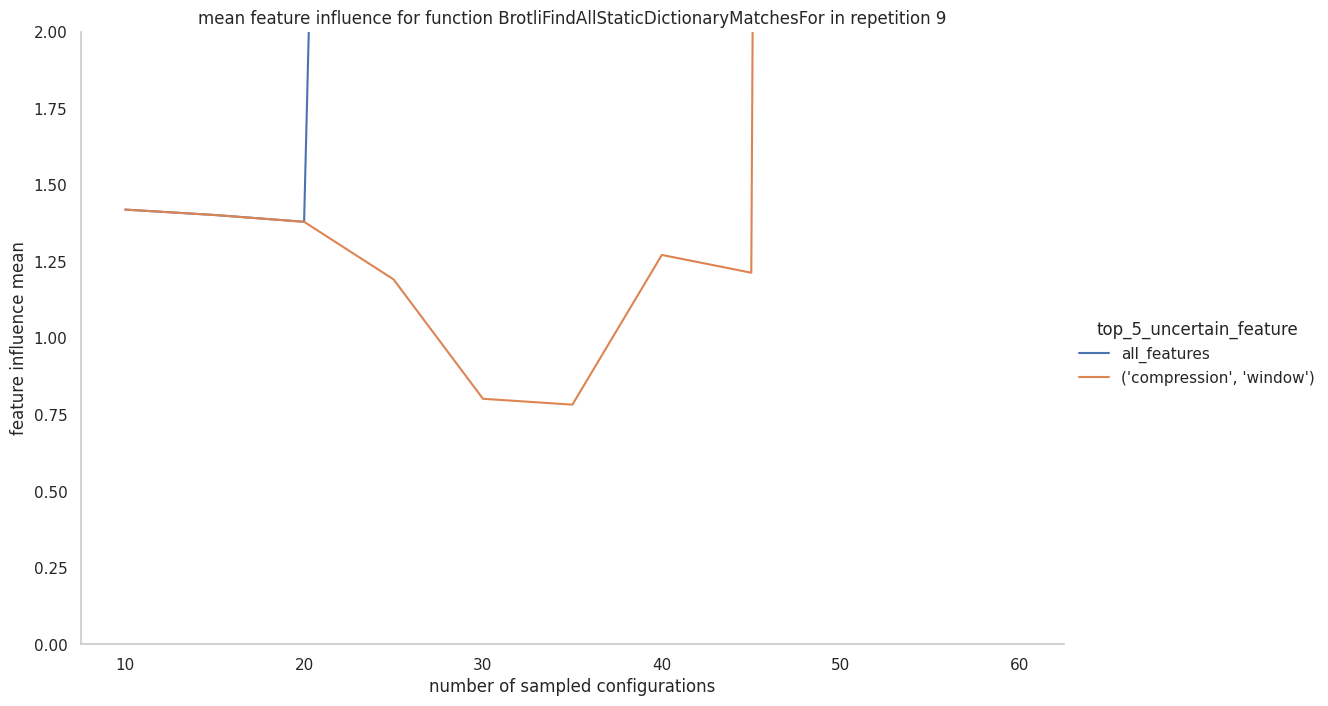 mean feature influence for function BrotliFindAllStaticDictionaryMatchesFor in repetition 9
2.00
1.75
1.50
1.25
1.00
0.75
0.50
0.25
0.00
feature influence mean
10
20
30
40
50
60
number of sampled configurations
top_5_uncertain_feature
all_features
('compression', 'window')